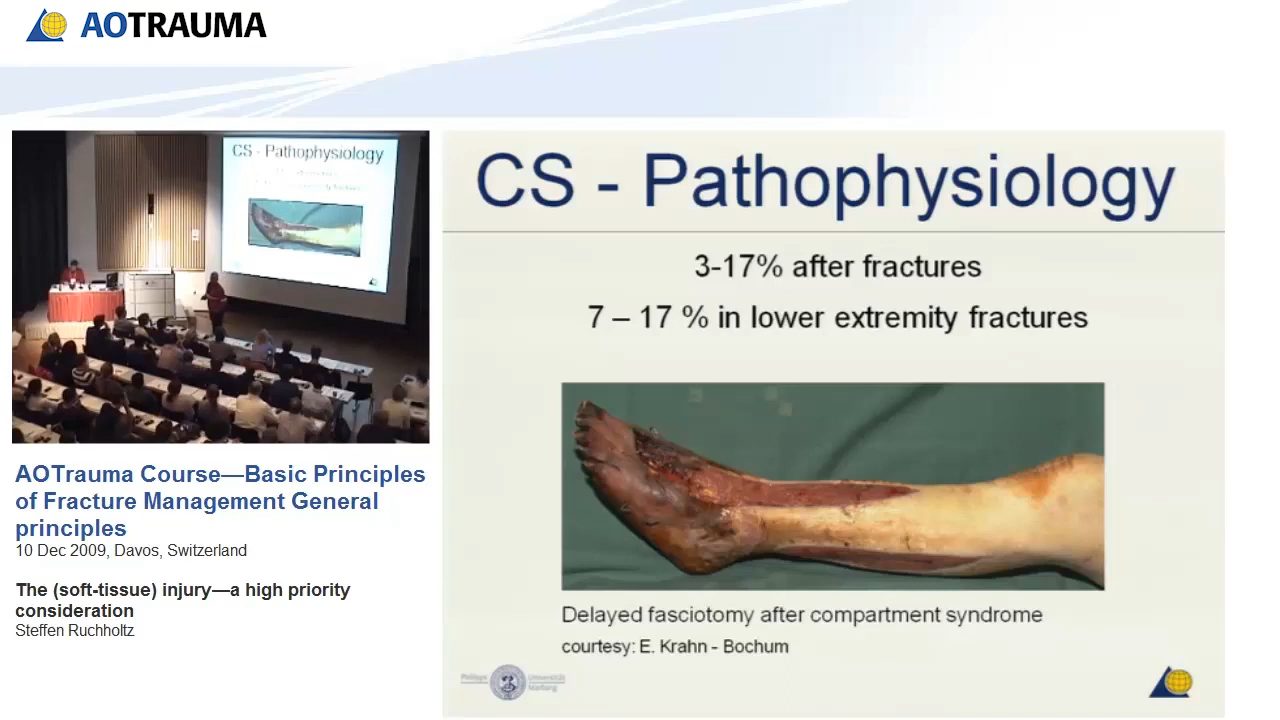 AOTRAUMA
CS - Pathophysiology
CS - Pathophysiology
3-17% after fractures
7 – 17 % in lower extremity fractures
Delayed fasciotomy after compartment syndrome
courtesy: E. Krahn - Bochum
Philipps Universität
Marburg
AOTrauma Course—Basic Principles
of Fracture Management General
principles
10 Dec 2009, Davos, Switzerland
The (soft-tissue) injury—a high priority
consideration
Steffen Ruchholtz